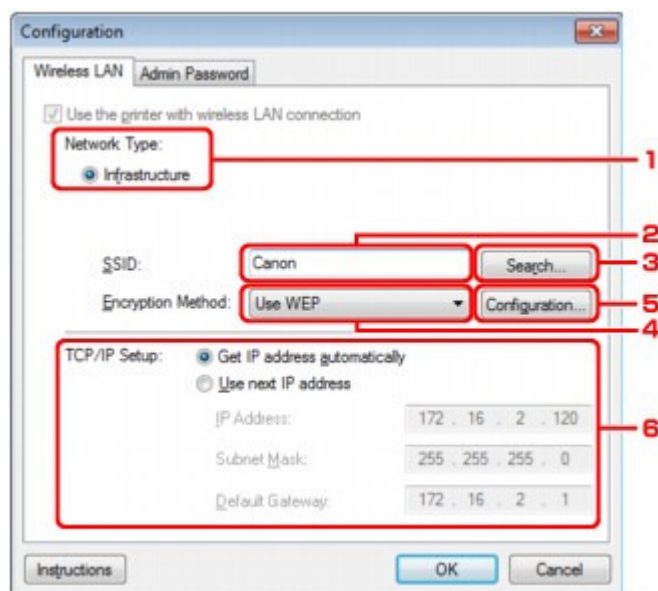 Configuration
Wireless LAN Admin Password
Use the printer with wireless LAN connection
Network Type:
Infrastructure
1
2
SSID: Canon Search... 3
Encryption Method: Use WEP Configuration... 5
4
TCP/IP Setup: Get IP address automatically
Use next IP address
IP Address: 172 . 16 . 2 . 120
6
Subnet Mask: 255 . 255 . 255 . 0
Default Gateway: 172 . 16 . 2 . 1
Instructions OK Cancel